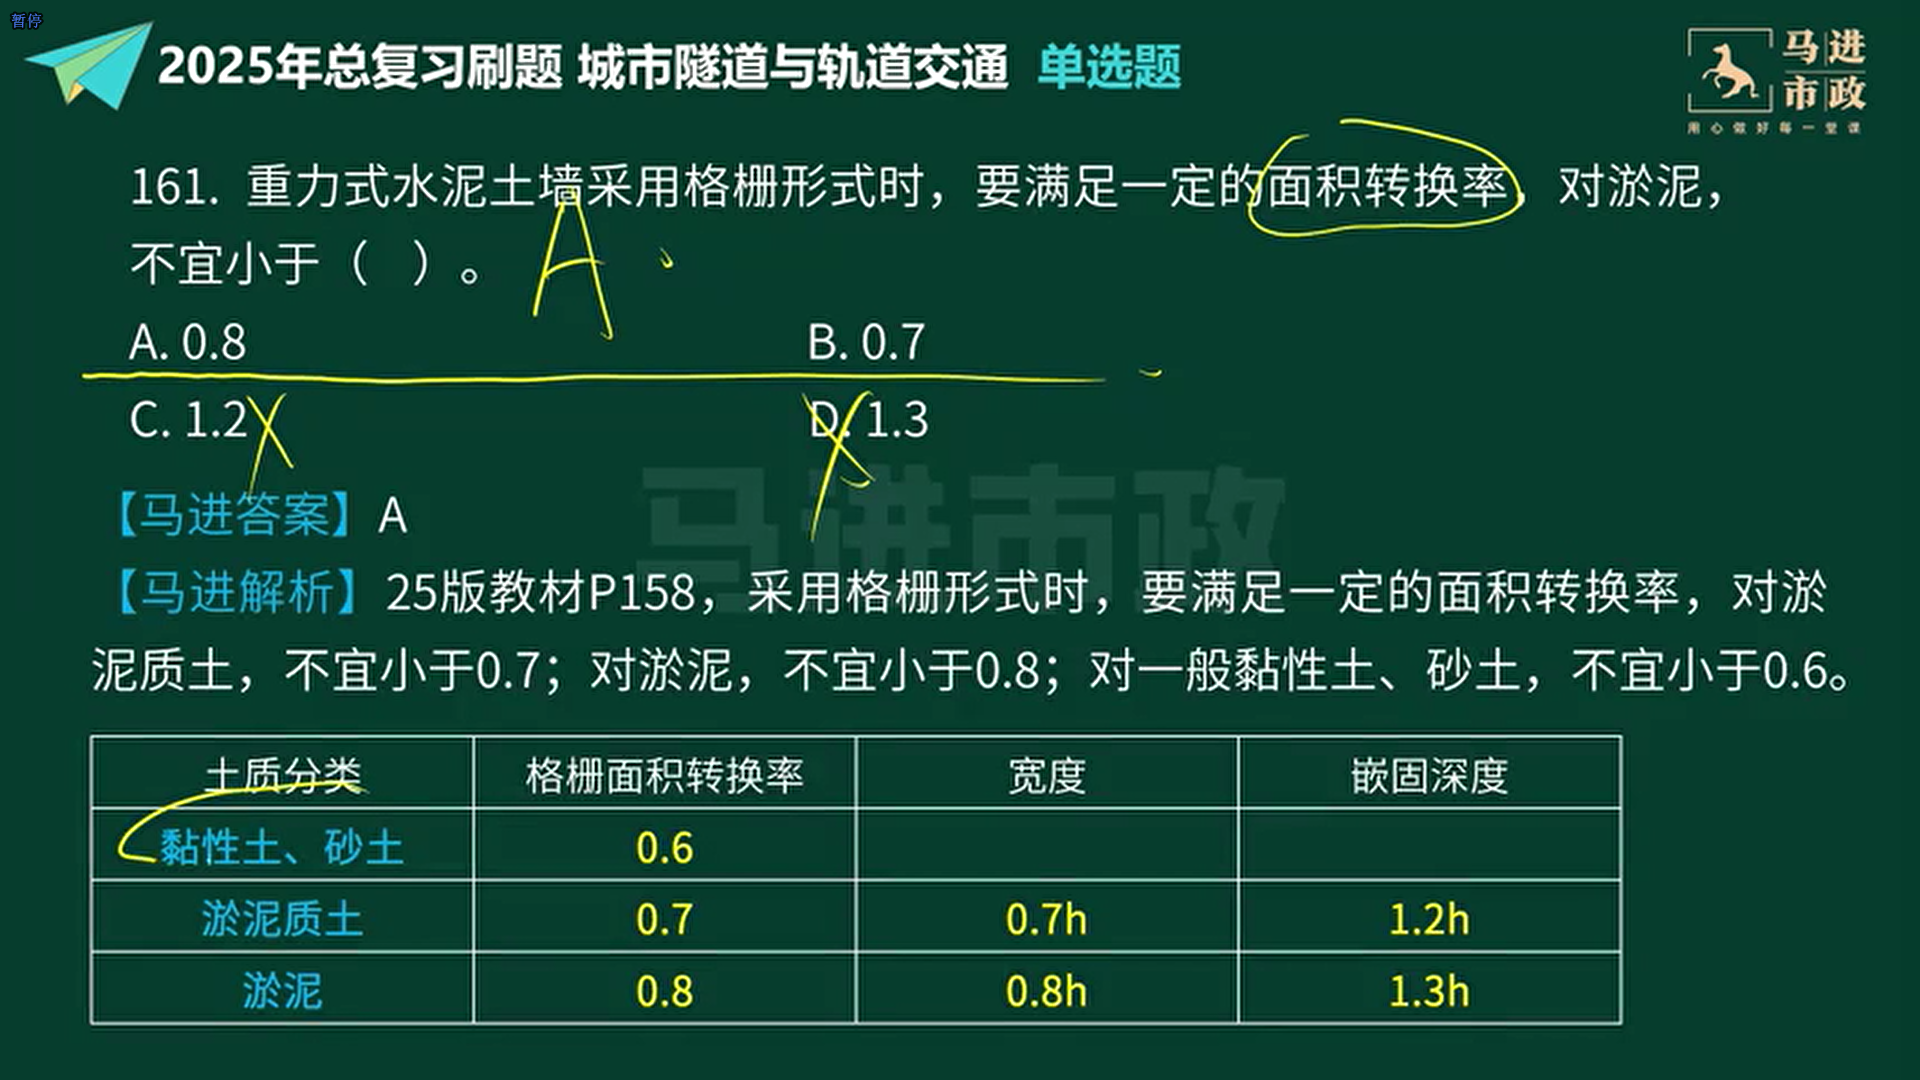 暂停
2025年总复习刷题 城市隧道与轨道交通 单选题
马进
市政
用心做好每一堂课
161. 重力式水泥土墙采用格栅形式时，要满足一定的面积转换率，对淤泥，
不宜小于（ ）。
A
A. 0.8 B. 0.7
C. 1.2 D. 1.3
【马进答案】A
马进市政
【马进解析】25版教材P158，采用格栅形式时，要满足一定的面积转换率，对淤
泥质土，不宜小于0.7；对淤泥，不宜小于0.8；对一般黏性土、砂土，不宜小于0.6。
土质分类 格栅面积转换率 宽度 嵌固深度
黏性土、砂土 0.6
淤泥质土 0.7 0.7h 1.2h
淤泥 0.8 0.8h 1.3h